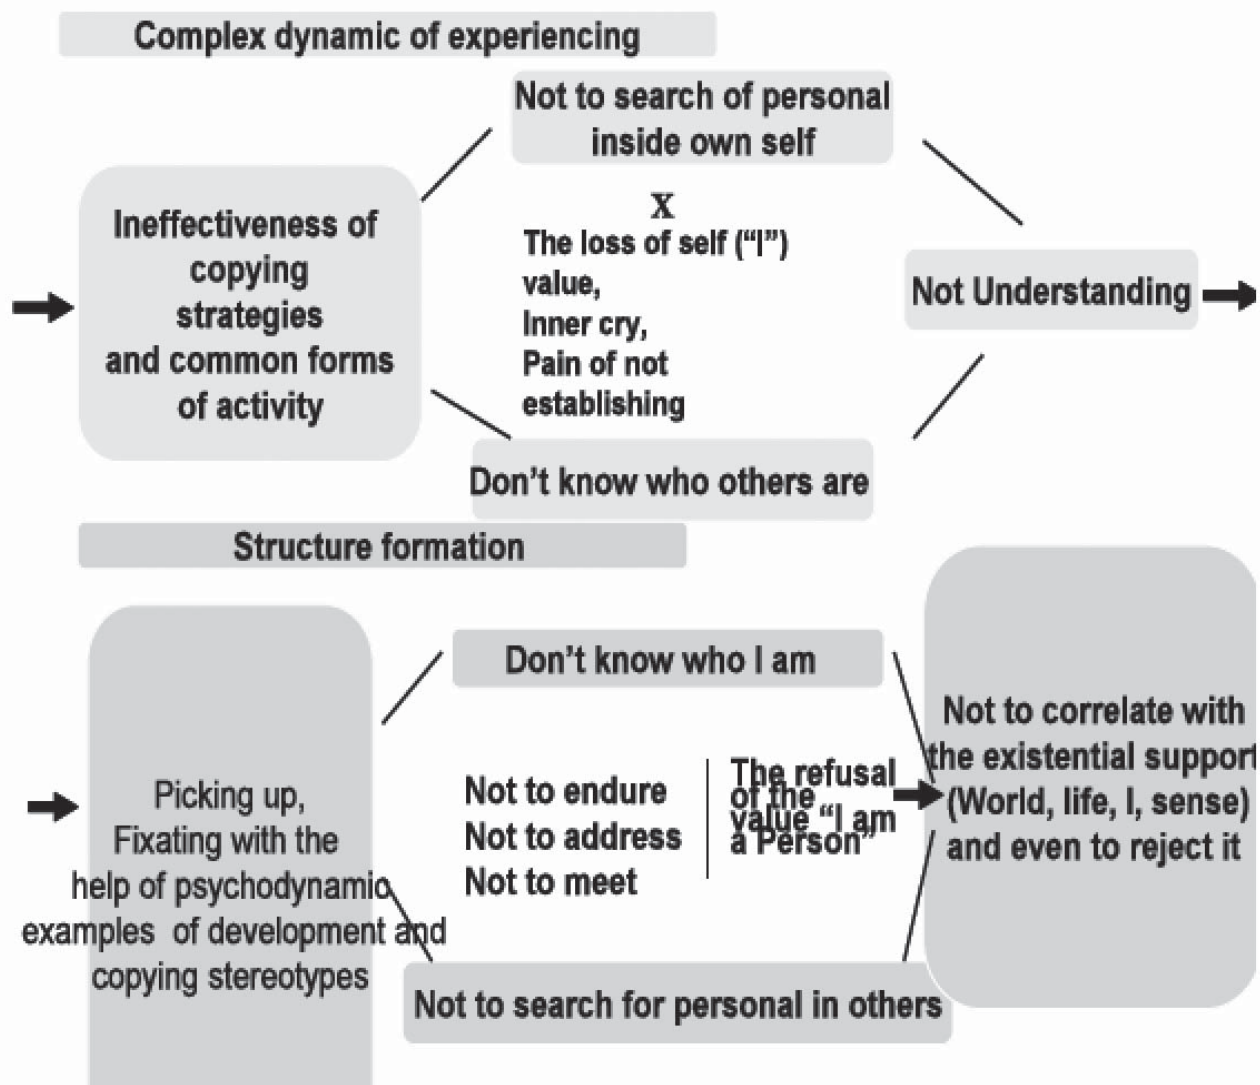 Complex dynamic of experiencing
Not to search of personal
inside own self
Ineffectiveness of
copying
strategies
and common forms
of activity
X
The loss of self (“I”)
value,
Inner cry,
Pain of not
establishing
Not Understanding
Don’t know who others are
Structure formation
Don’t know who I am
Picking up,
Fixating with the
help of psychodynamic
examples of development and
copying stereotypes
Not to endure
Not to address
Not to meet
The refusal
of the
value “I am
a Person”
Not to correlate with
the existential support
(World, life, I, sense)
and even to reject it
Not to search for personal in others